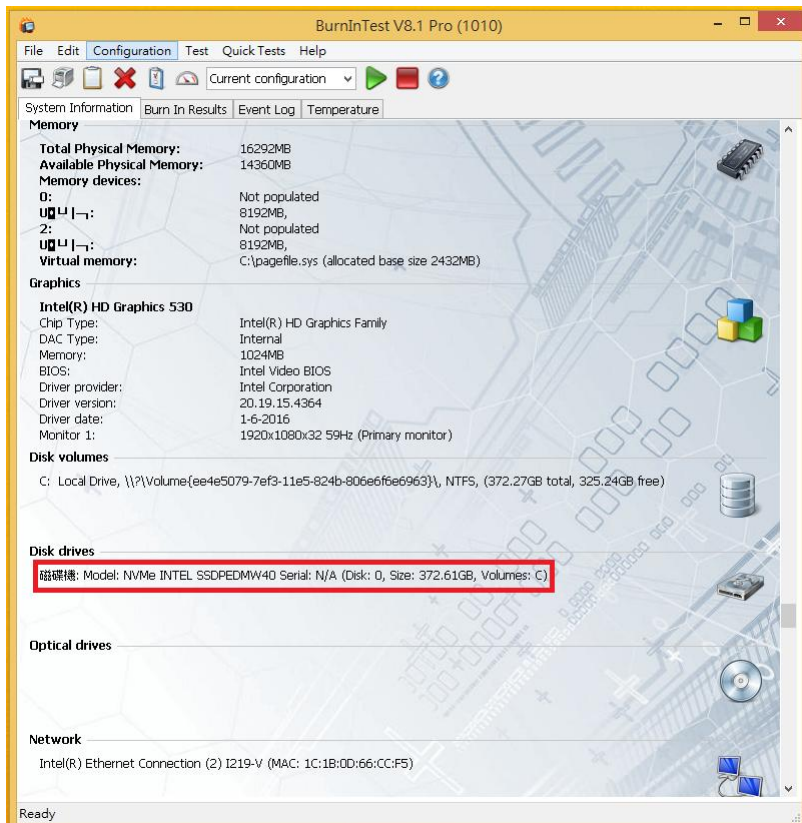 BurnInTest V8.1 Pro (1010)
File Edit Configuration Test Quick Tests Help
Current configuration
System Information Burn In Results Event Log Temperature
Memory
Total Physical Memory: 16292MB
Available Physical Memory: 14360MB
Memory devices:
0: Not populated
8192MB,
2: Not populated
8192MB,
Virtual memory: C:\pagefile.sys (allocated base size 2432MB)
Graphics
Intel(R) HD Graphics 530
Chip Type: Intel(R) HD Graphics Family
DAC Type: Internal
Memory: 1024MB
BIOS: Intel Video BIOS
Driver provider: Intel Corporation
Driver version: 20.19.15.4364
Driver date: 1-6-2016
Monitor 1: 1920x1080x32 59Hz (Primary monitor)
Disk volumes
C: Local Drive, \\?\Volume{ee4e5079-7ef3-11e5-824b-806e6f6e6963}\, NTFS, (372.27GB total, 325.24GB free)
Disk drives
磁碟機: Model: NVMe INTEL SSDPEDMW40 Serial: N/A (Disk: 0, Size: 372.61GB, Volumes: C)
Optical drives
Network
Intel(R) Ethernet Connection (2) I219-V (MAC: 1C:1B:0D:66:CC:F5)
Ready